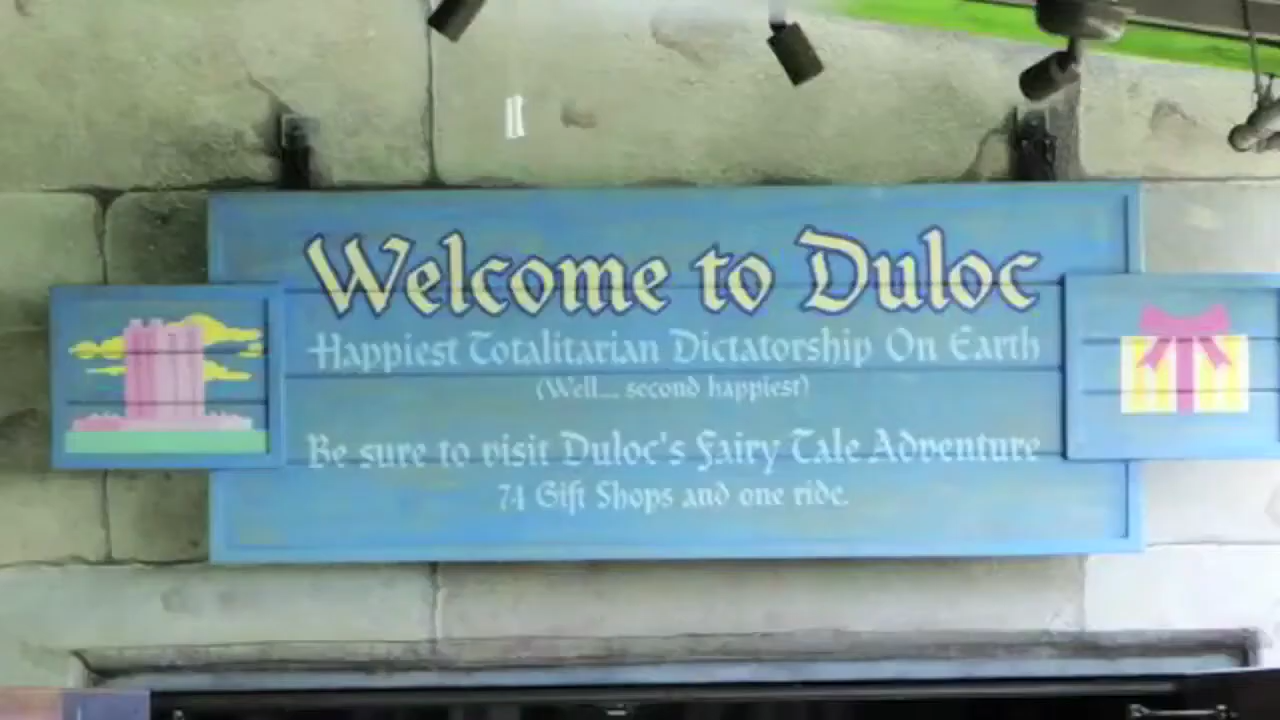 Welcome to Duloc
Happiest Totalitarian Dictatorship On Earth
(Well... second happiest)
Be sure to visit Duloc's Fairy Tale Adventure
74 Gift Shops and one ride.